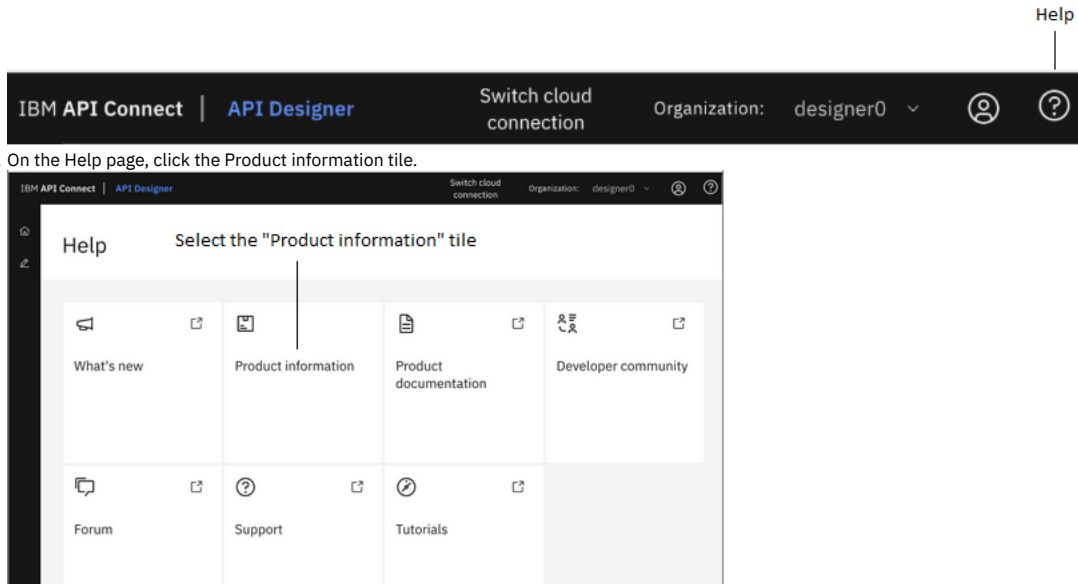 Help
IBM API Connect | API Designer
Switch cloud
connection
Organization:
designer0
On the Help page, click the Product information tile.
IBM API Connect | API Designer
Switch cloud
connection
Organization:
designer0
Help
Select the "Product information" tile
What's new
Product information
Product
documentation
Developer community
Forum
Support
Tutorials